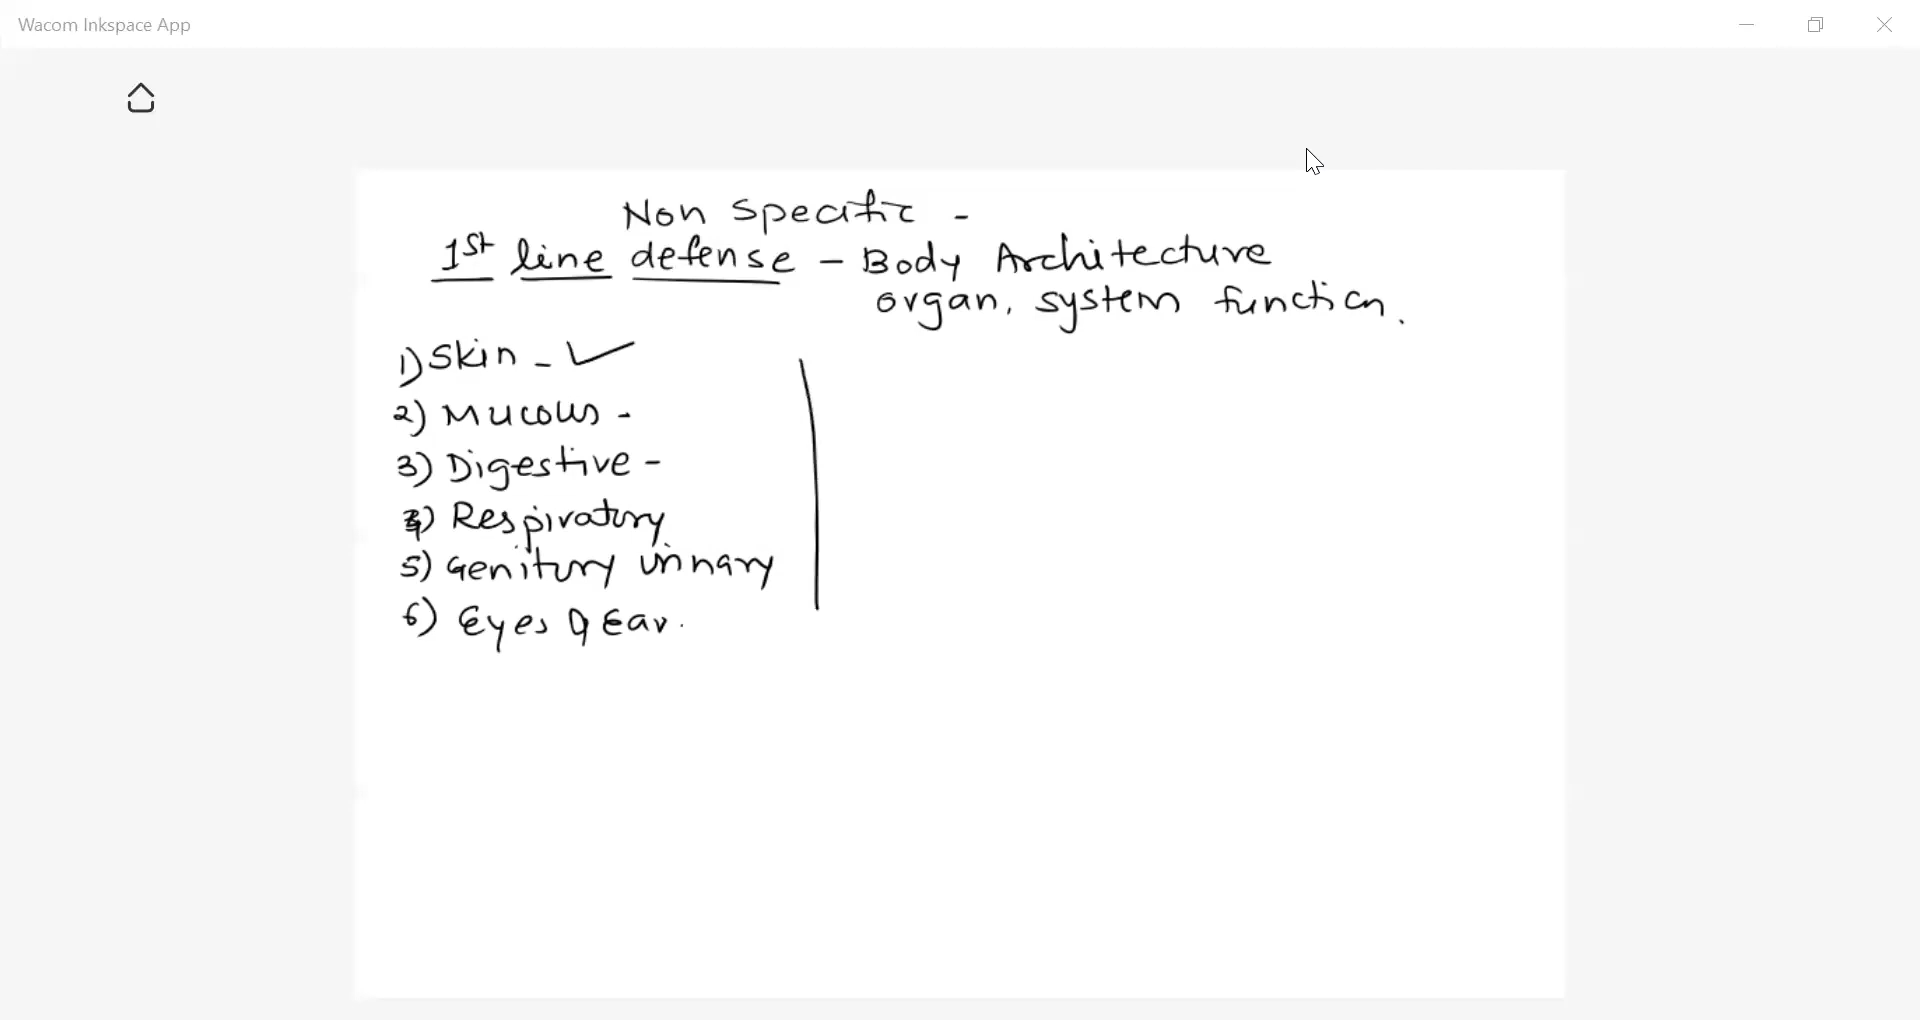 Wacom Inkspace App
Non Specific -
1st line defense - Body Architecture
organ, system function.
1) Skin - ✓
2) Mucous -
3) Digestive -
4) Respiratory
5) Genitury urinary
6) Eyes & Ear.